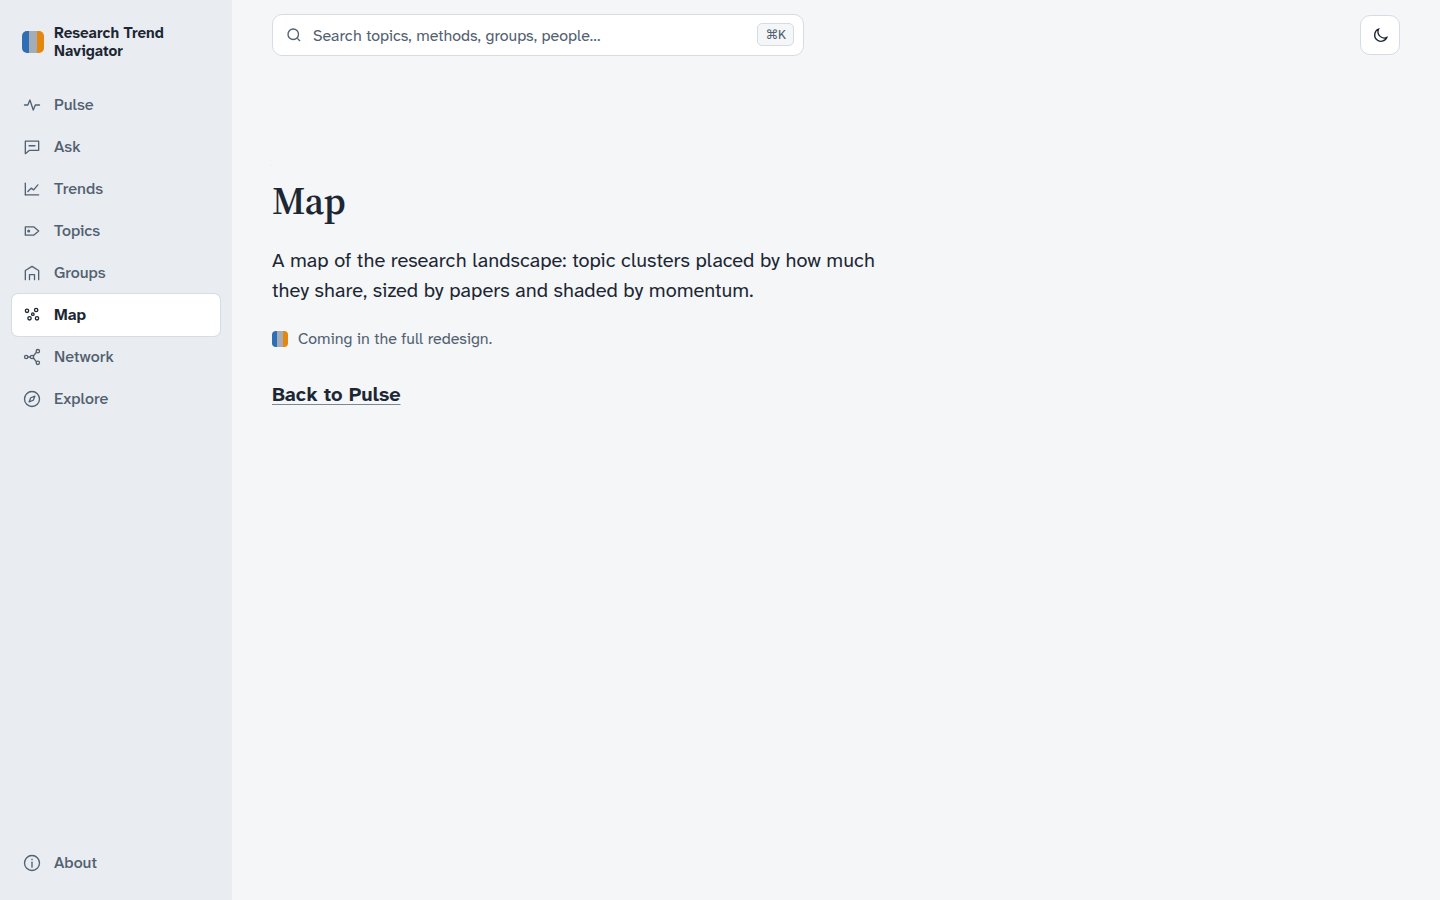 Research Trend
Navigator
Search topics, methods, groups, people...
⌘K
Pulse
Ask
Trends
Topics
Groups
Map
Network
Explore
About
Map
A map of the research landscape: topic clusters placed by how much
they share, sized by papers and shaded by momentum.
Coming in the full redesign.
Back to Pulse